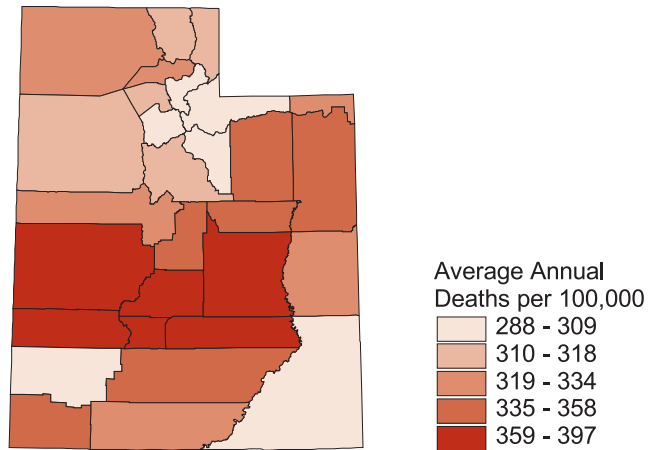 Average Annual
Deaths per 100,000
288 - 309
310 - 318
319 - 334
335 - 358
359 - 397